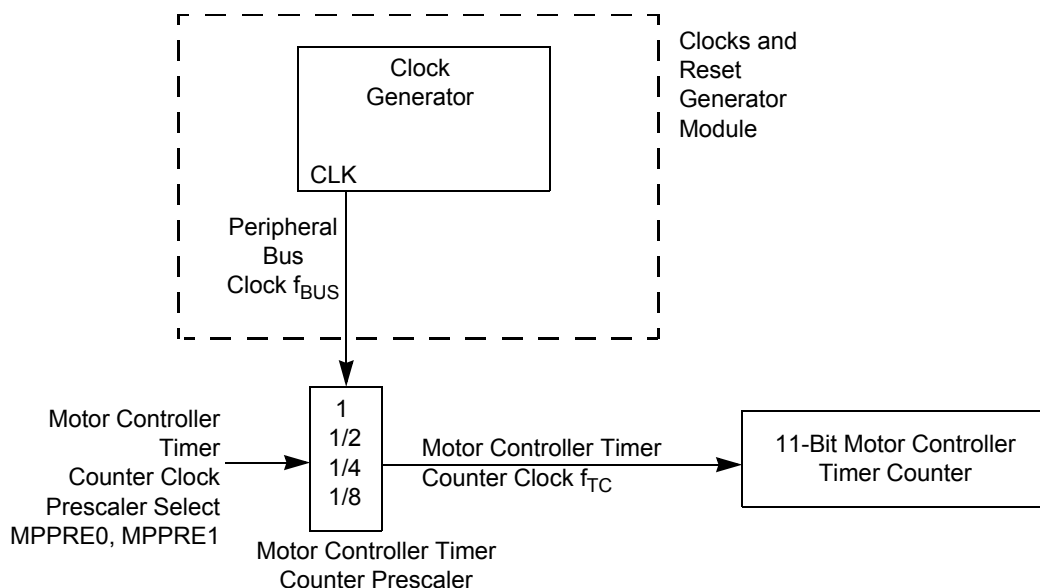 Clock
Generator
CLK
Clocks and
Reset
Generator
Module
Peripheral
Bus
Clock fBUS
Motor Controller
Timer
Counter Clock
Prescaler Select
MPPRE0, MPPRE1
1
1/2
1/4
1/8
Motor Controller Timer
Counter Prescaler
Motor Controller Timer
Counter Clock fTC
11-Bit Motor Controller
Timer Counter